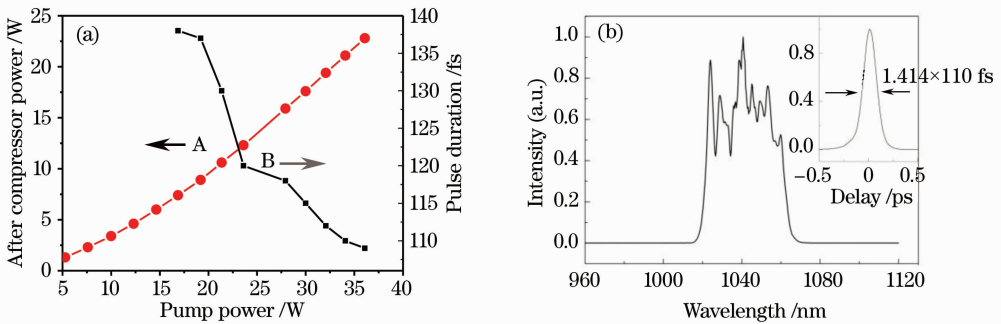 (a)
After compressor power /W
25
20
15
10
5
0
5 10 15 20 25 30 35 40
Pump power /W
140
135
130
125
120
115
110
Pulse duration /fs
A
B
(b)
Intensity (a.u.)
1.0
0.8
0.6
0.4
0.2
0.0
960 1000 1040 1080 1120
Wavelength /nm
0.8
0.4
0.0
−0.5 0 0.5
Delay /ps
1.414×110 fs